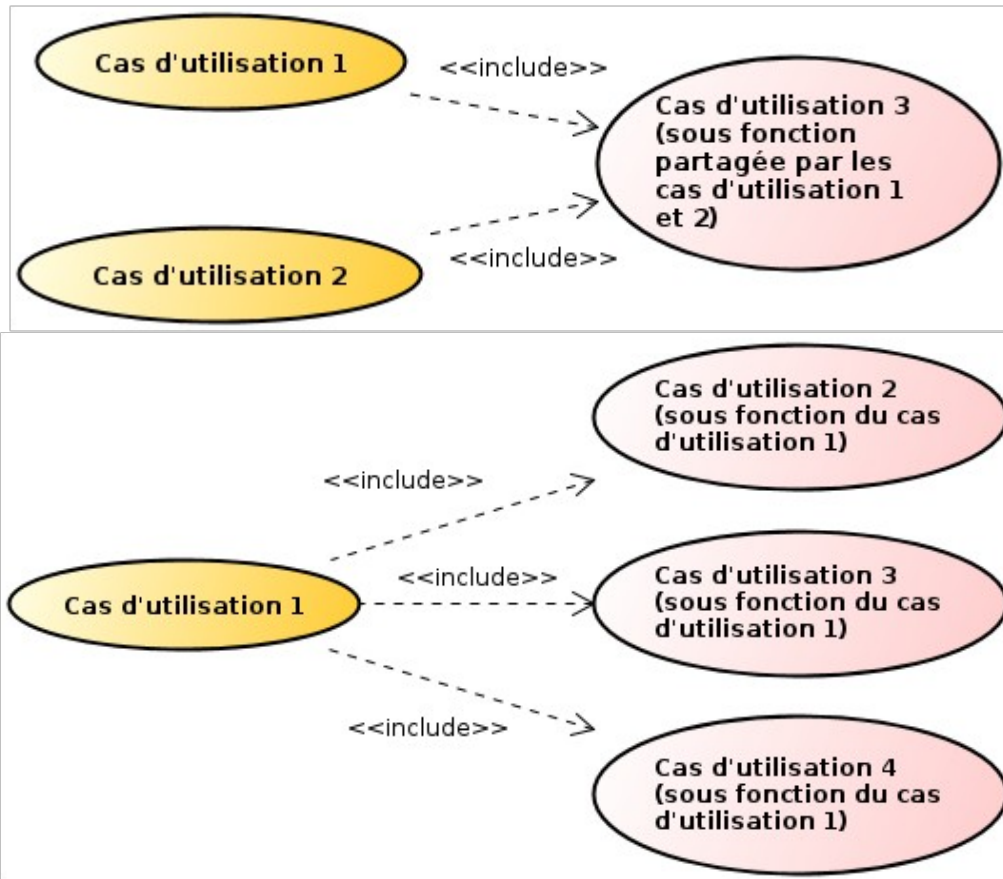 Cas d'utilisation 1
<<include>>
Cas d'utilisation 3
(sous fonction
partagée par les
cas d'utilisation 1
et 2)
Cas d'utilisation 2
<<include>>
Cas d'utilisation 2
(sous fonction du cas
d'utilisation 1)
<<include>>
Cas d'utilisation 1
<<include>>
Cas d'utilisation 3
(sous fonction du cas
d'utilisation 1)
<<include>>
Cas d'utilisation 4
(sous fonction du cas
d'utilisation 1)